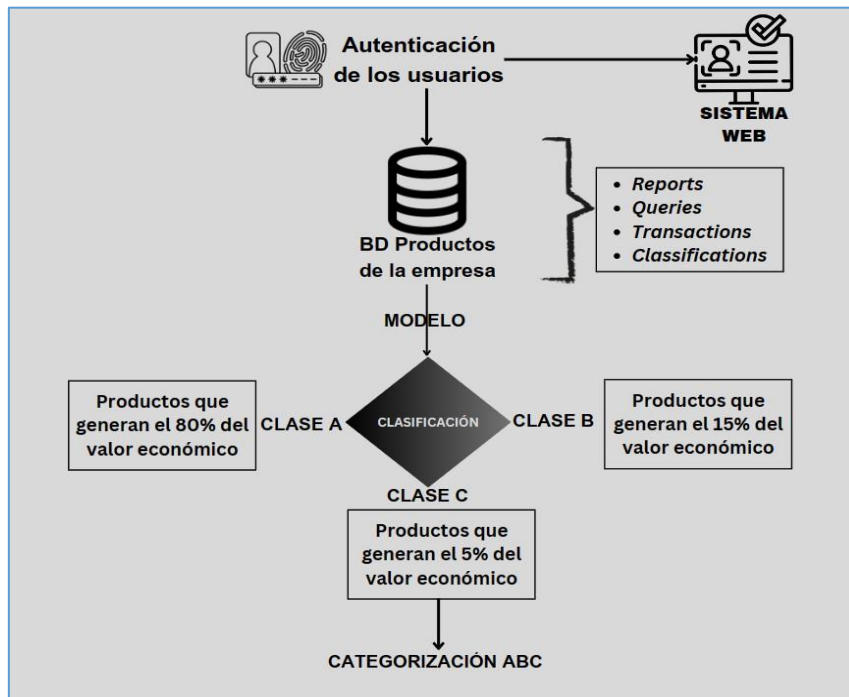 Autenticación
de los usuarios
SISTEMA
WEB
BD Productos
de la empresa
• Reports
• Queries
• Transactions
• Classifications
MODELO
Productos que
generan el 80% del
valor económico
CLASE A
CLASIFICACIÓN
CLASE B
Productos que
generan el 15% del
valor económico
CLASE C
Productos que
generan el 5% del
valor económico
CATEGORIZACIÓN ABC